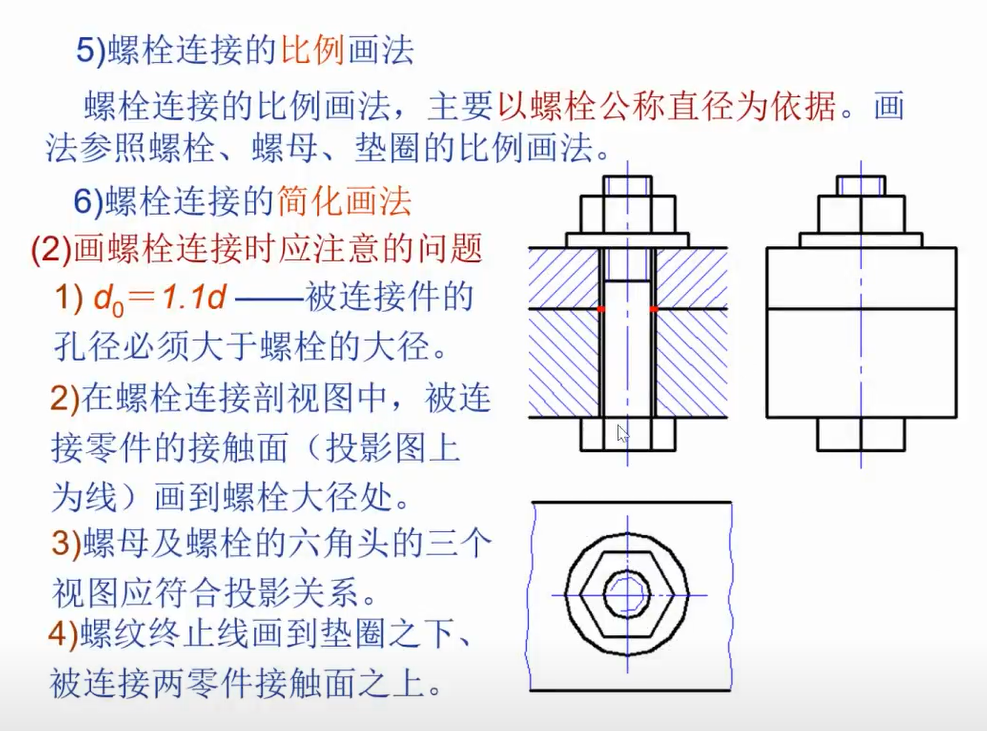 5)螺栓连接的比例画法
螺栓连接的比例画法，主要以螺栓公称直径为依据。画
法参照螺栓、螺母、垫圈的比例画法。
6)螺栓连接的简化画法
(2)画螺栓连接时应注意的问题
1) d₀＝1.1d ——被连接件的
孔径必须大于螺栓的大径。
2)在螺栓连接剖视图中，被连
接零件的接触面（投影图上
为线）画到螺栓大径处。
3)螺母及螺栓的六角头的三个
视图应符合投影关系。
4)螺纹终止线画到垫圈之下、
被连接两零件接触面之上。